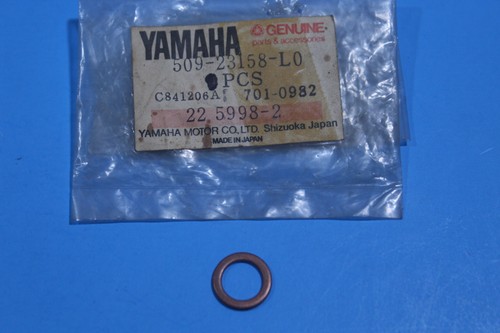 YAMAHA GENUINE
parts & accessories
509-23158-L0
PCS
C841206A 701-0982
22 5998-2
YAMAHA MOTOR CO., LTD. Shizuoka Japan
MADE IN JAPAN